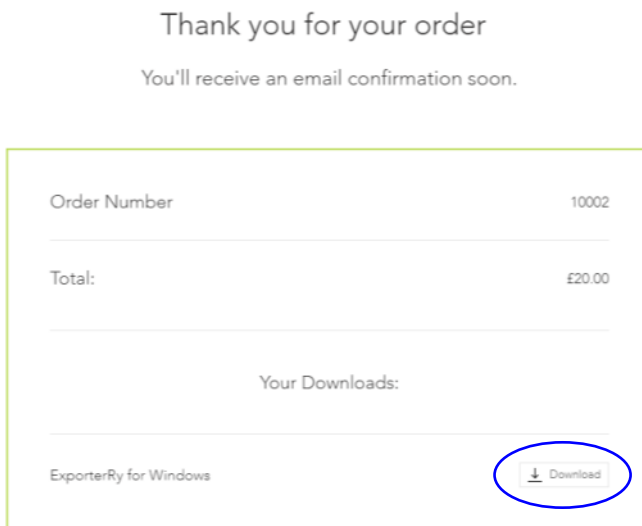 Thank you for your order
You'll receive an email confirmation soon.
Order Number 10002
Total: £20.00
Your Downloads:
ExporterRy for Windows Download